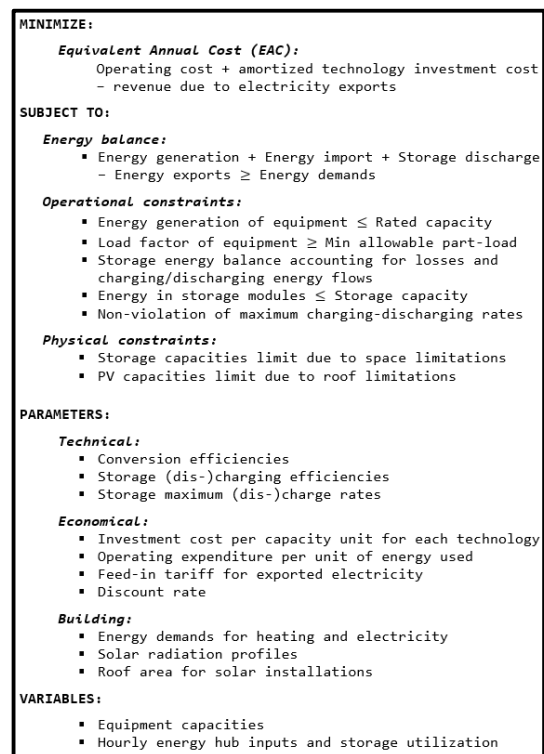 MINIMIZE:
Equivalent Annual Cost (EAC):
Operating cost + amortized technology investment cost
– revenue due to electricity exports
SUBJECT TO:
Energy balance:
▪ Energy generation + Energy import + Storage discharge
– Energy exports ≥ Energy demands
Operational constraints:
▪ Energy generation of equipment ≤ Rated capacity
▪ Load factor of equipment ≥ Min allowable part-load
▪ Storage energy balance accounting for losses and
charging/discharging energy flows
▪ Energy in storage modules ≤ Storage capacity
▪ Non-violation of maximum charging-discharging rates
Physical constraints:
▪ Storage capacities limit due to space limitations
▪ PV capacities limit due to roof limitations
PARAMETERS:
Technical:
▪ Conversion efficiencies
▪ Storage (dis-)charging efficiencies
▪ Storage maximum (dis-)charge rates
Economical:
▪ Investment cost per capacity unit for each technology
▪ Operating expenditure per unit of energy used
▪ Feed-in tariff for exported electricity
▪ Discount rate
Building:
▪ Energy demands for heating and electricity
▪ Solar radiation profiles
▪ Roof area for solar installations
VARIABLES:
▪ Equipment capacities
▪ Hourly energy hub inputs and storage utilization